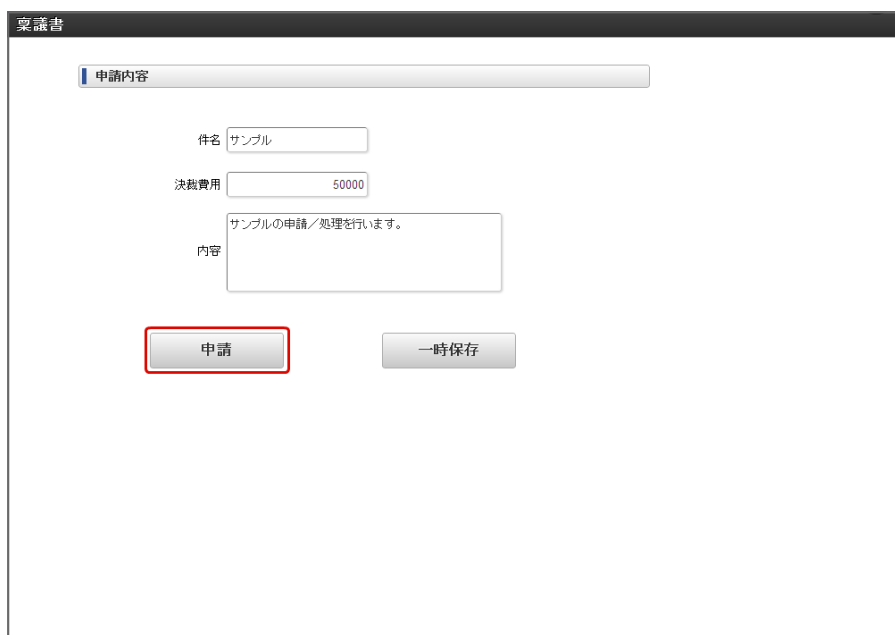 稟議書
申請内容
件名 サンプル
決裁費用 50000
サンプルの申請／処理を行います。
内容
申請 一時保存